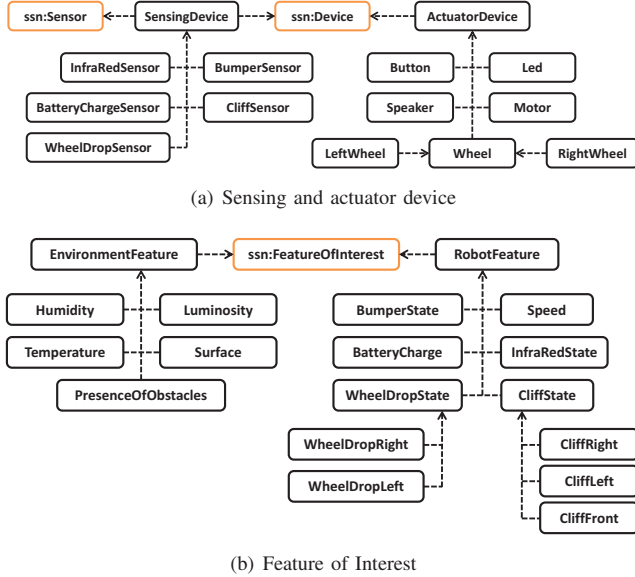 ssn:Sensor SensingDevice ssn:Device ActuatorDevice
InfraRedSensor BumperSensor Button Led
BatteryChargeSensor CliffSensor Speaker Motor
WheelDropSensor LeftWheel Wheel RightWheel
(a) Sensing and actuator device
EnvironmentFeature ssn:FeatureOfInterest RobotFeature
Humidity Luminosity BumperState Speed
Temperature Surface BatteryCharge InfraRedState
PresenceOfObstacles WheelDropState CliffState
WheelDropRight CliffRight
WheelDropLeft CliffLeft
CliffFront
(b) Feature of Interest